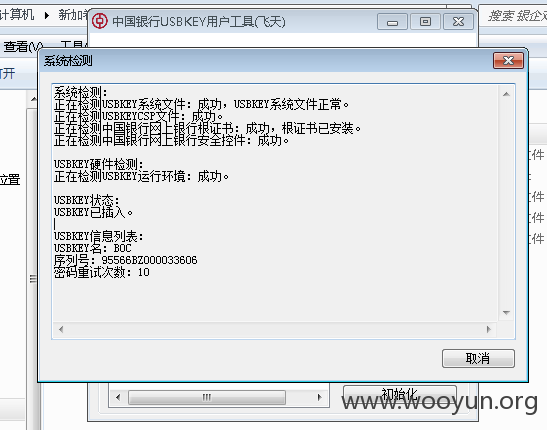 计算机 ▸ 新加
搜索 银企对
中国银行USBKEY用户工具(飞天)
查看(V) 工具
打开
系统检测
系统检测:
正在检测USBKEY系统文件: 成功, USBKEY系统文件正常。
正在检测USBKEYCSP文件: 成功。
正在检测中国银行网上银行根证书: 成功, 根证书已安装。
正在检测中国银行网上银行安全控件: 成功。
USBKEY硬件检测:
正在检测USBKEY运行环境: 成功。
文件
位置
USBKEY状态:
USBKEY已插入。
文件
文件
USBKEY信息列表:
USBKEY名: BOC
文件
序列号: 95566BZ000033606
密码重试次数: 10
取消
初始化
www.wooyun.org